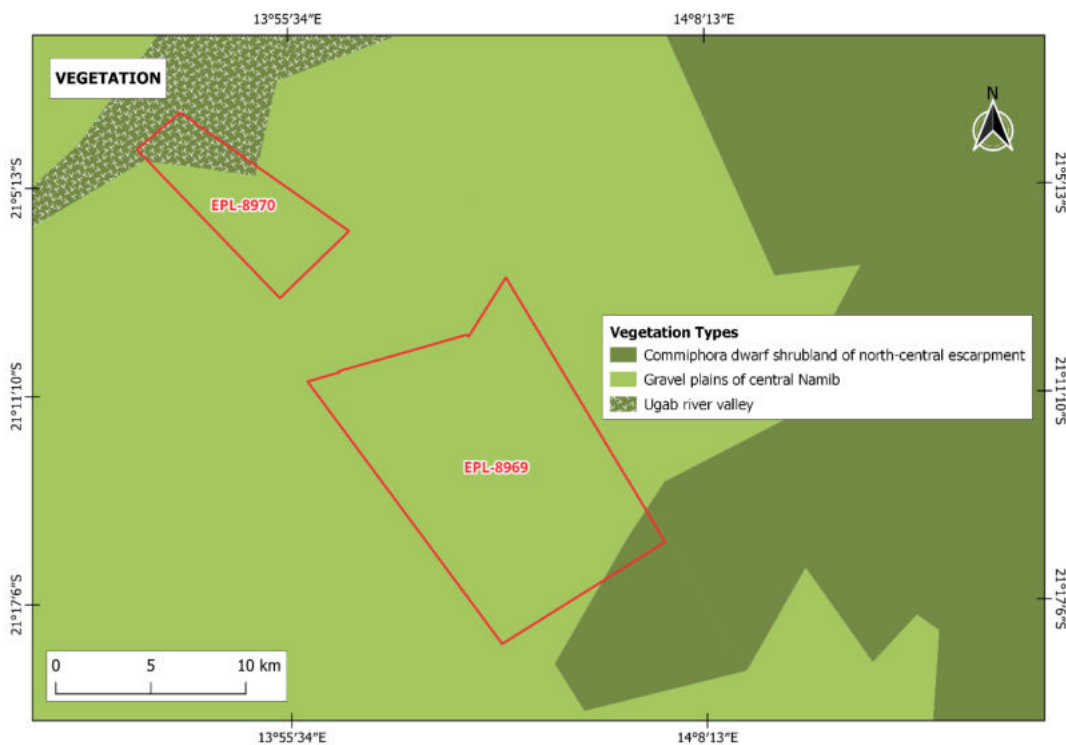 13°55'34"E
14°8'13"E
VEGETATION
N
21°5'13"S
21°5'13"S
EPL-8970
Vegetation Types
Commiphora dwarf shrubland of north-central escarpment
Gravel plains of central Namib
Ugab river valley
21°11'10"S
21°11'10"S
EPL-8969
21°17'6"S
21°17'6"S
0 5 10 km
13°55'34"E
14°8'13"E